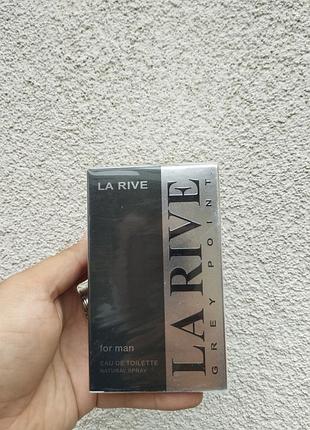 LA RIVE
for man
EAU DE TOILETTE
NATURAL SPRAY
LA RIVE
GREY POINT